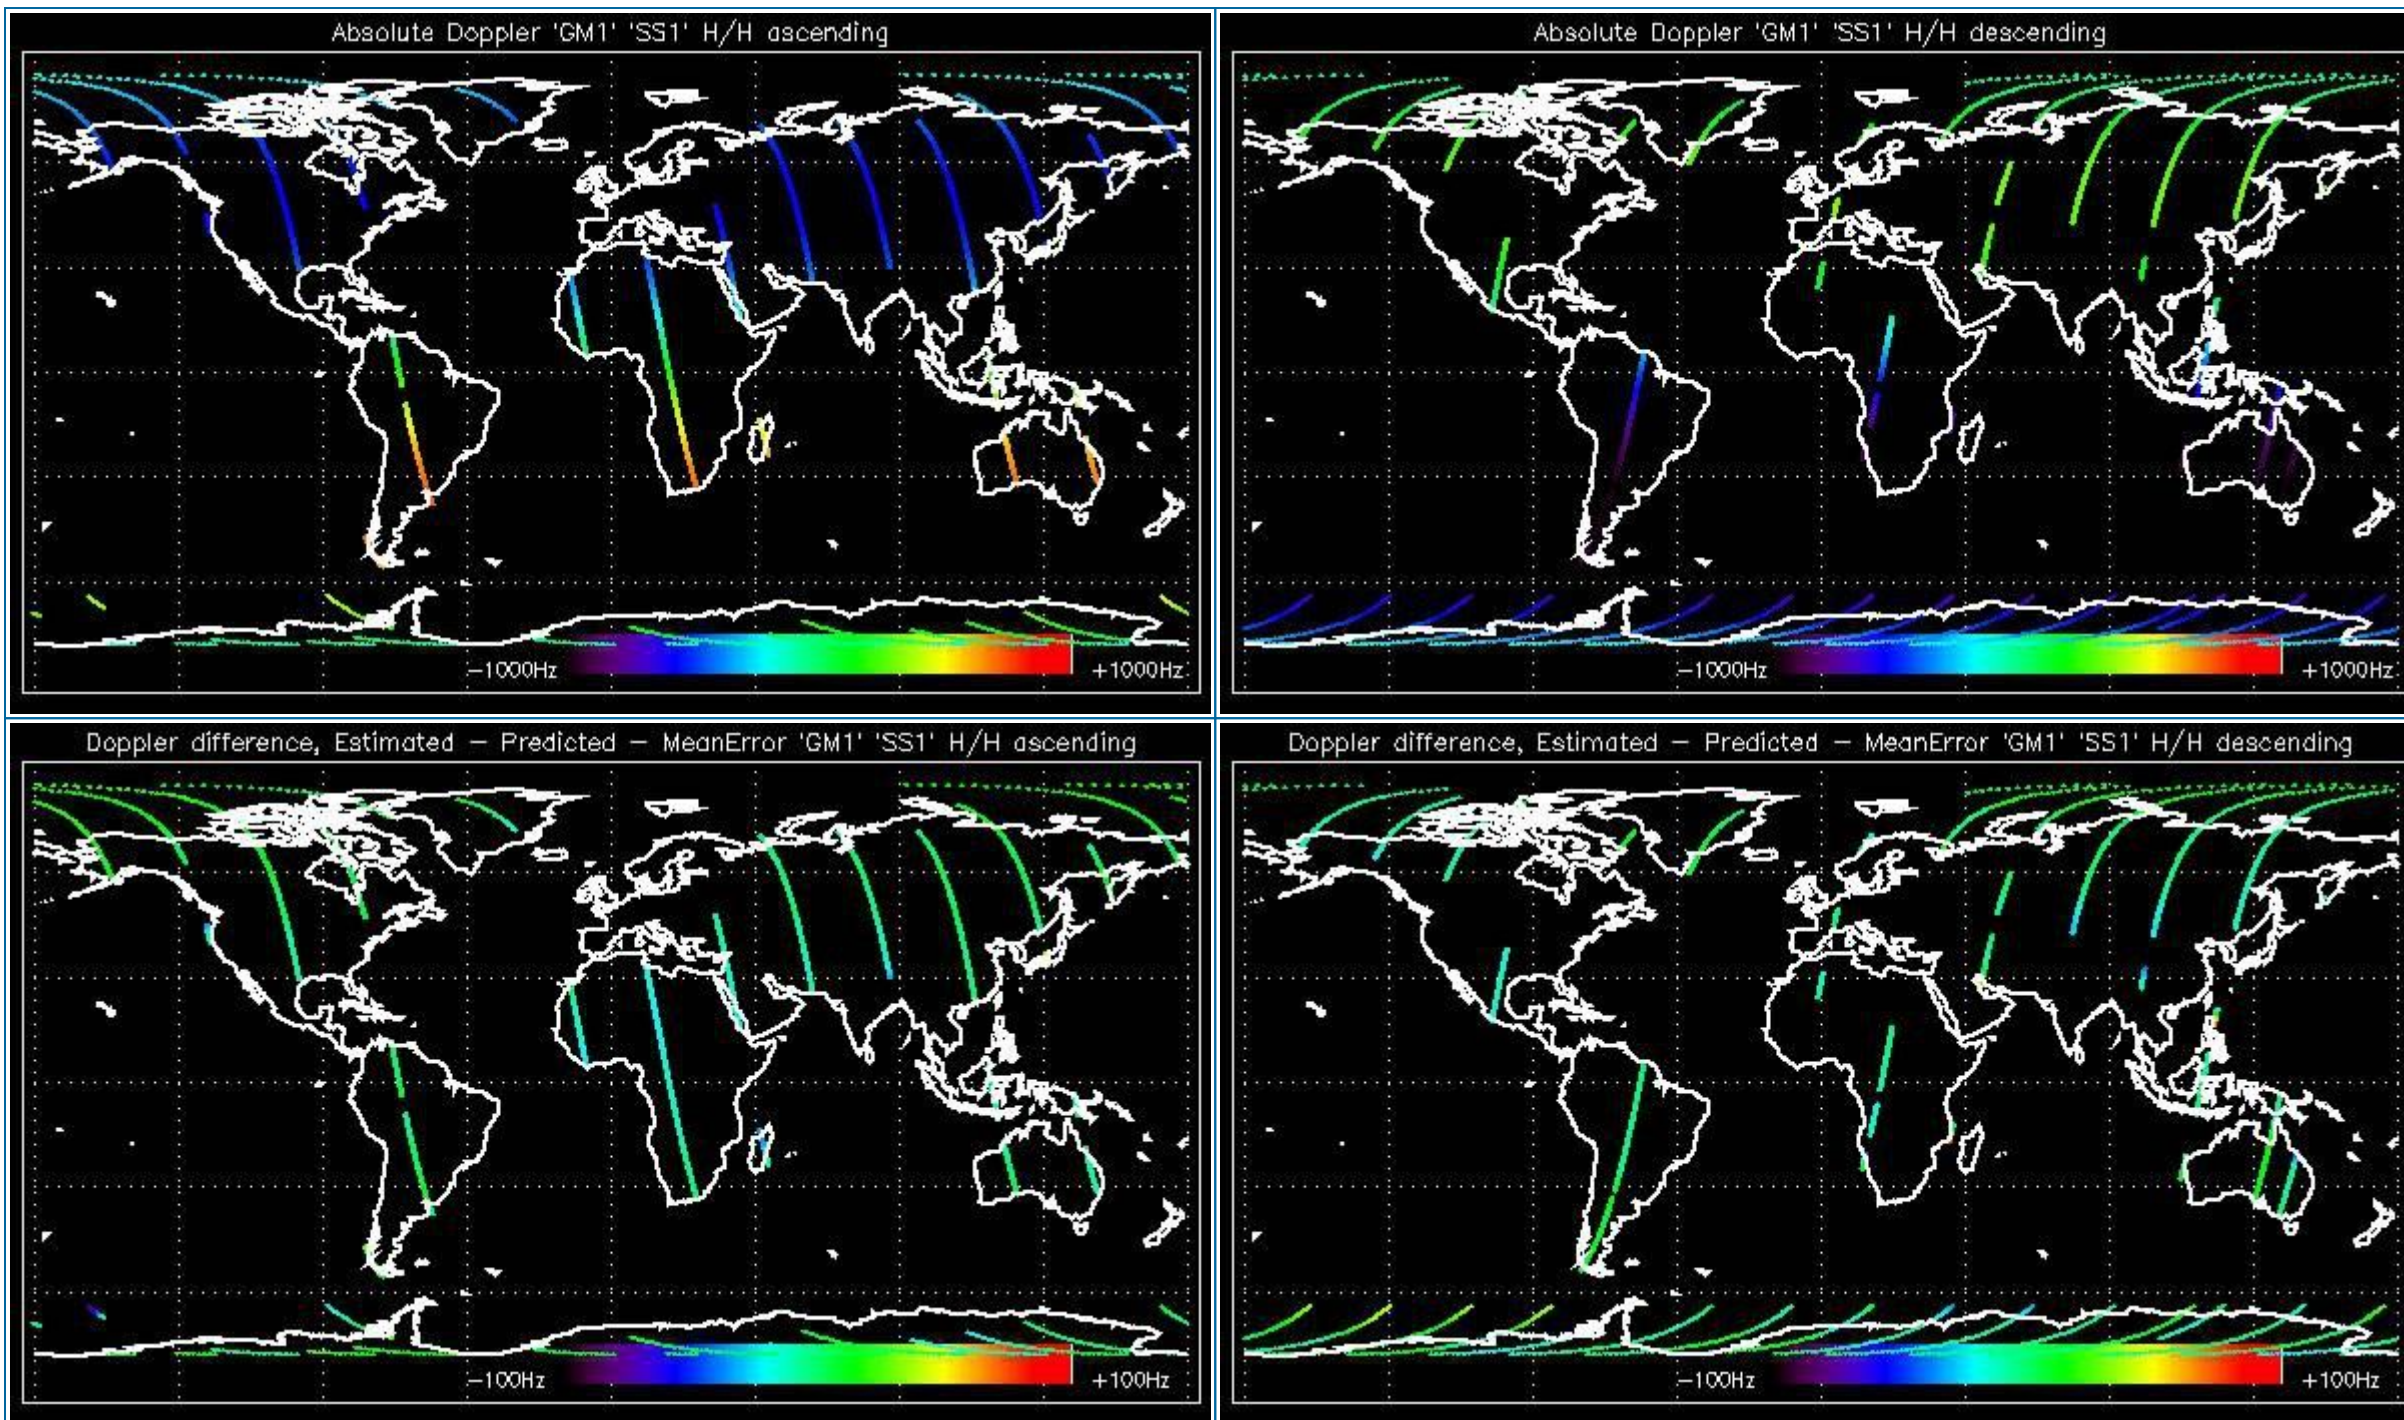 Absolute Doppler 'GM1' 'SS1' H/H ascending
−1000Hz
+1000Hz
Absolute Doppler 'GM1' 'SS1' H/H descending
−1000Hz
+1000Hz
Doppler difference, Estimated − Predicted − MeanError 'GM1' 'SS1' H/H ascending
−100Hz
+100Hz
Doppler difference, Estimated − Predicted − MeanError 'GM1' 'SS1' H/H descending
−100Hz
+100Hz